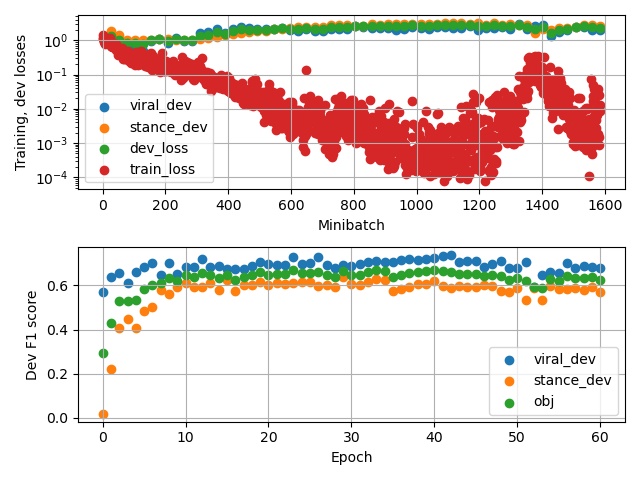 Training, dev losses
10⁰
10⁻¹
10⁻²
10⁻³
10⁻⁴
viral_dev
stance_dev
dev_loss
train_loss
0 200 400 600 800 1000 1200 1400 1600
Minibatch
Dev F1 score
0.6
0.4
0.2
0.0
viral_dev
stance_dev
obj
0 10 20 30 40 50 60
Epoch